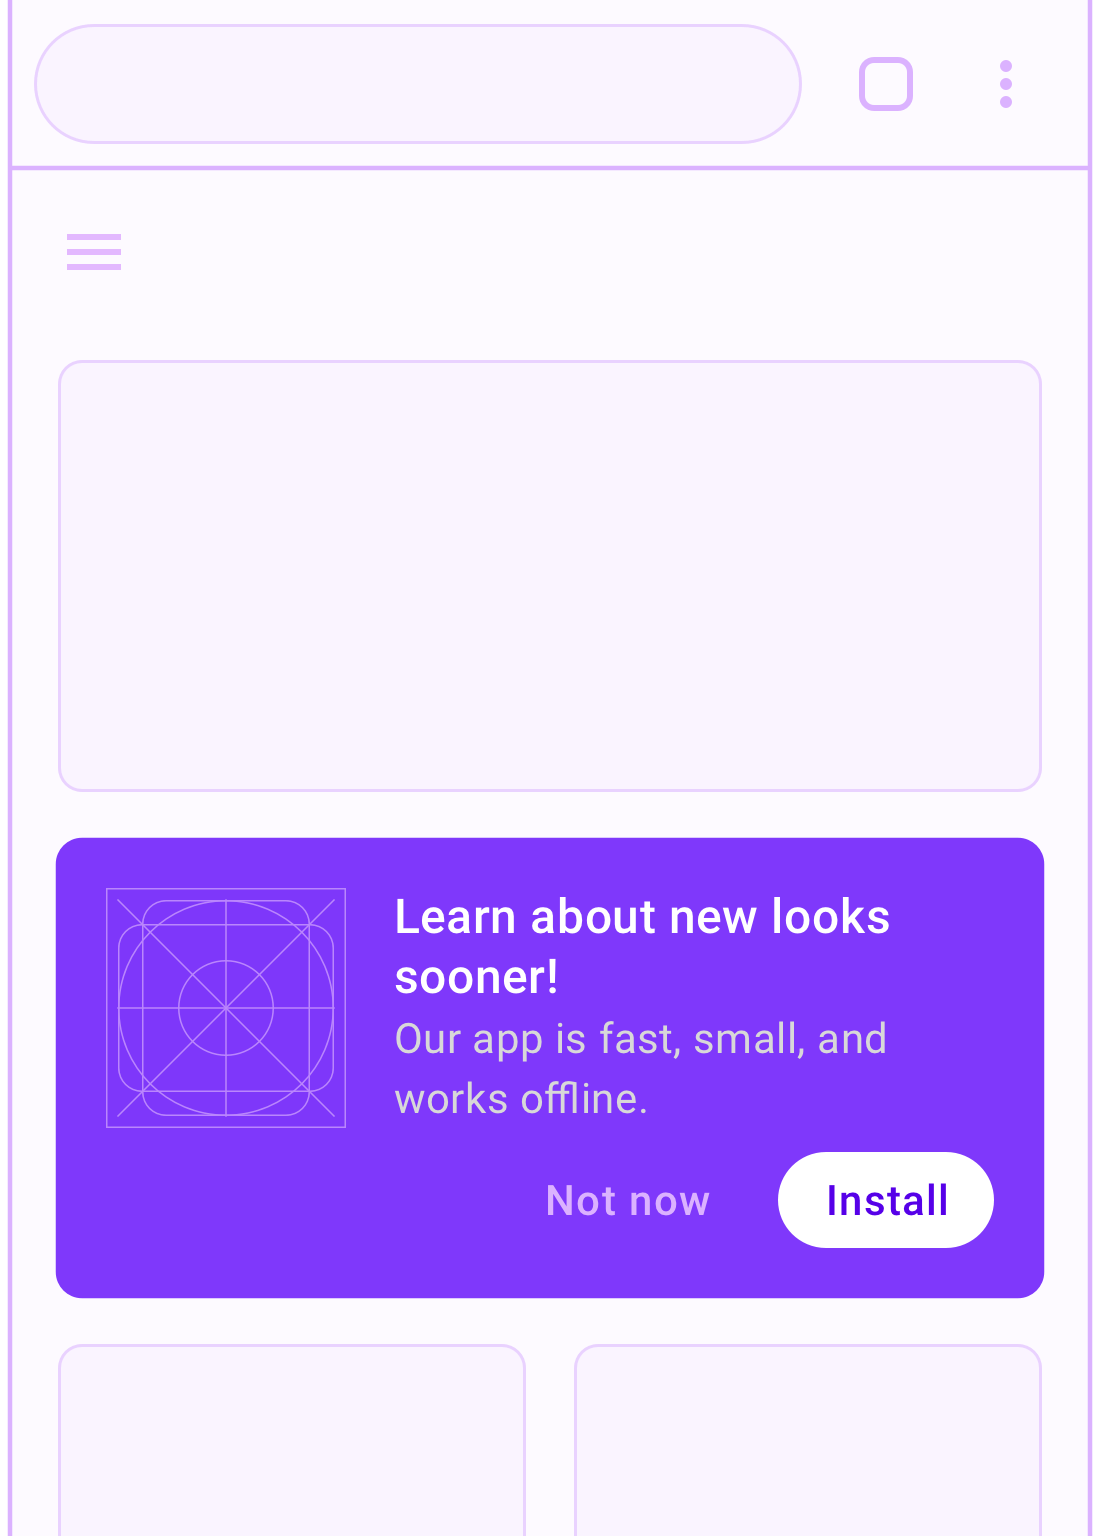 Learn about new looks
sooner!
Our app is fast, small, and
works offline.
Not now
Install